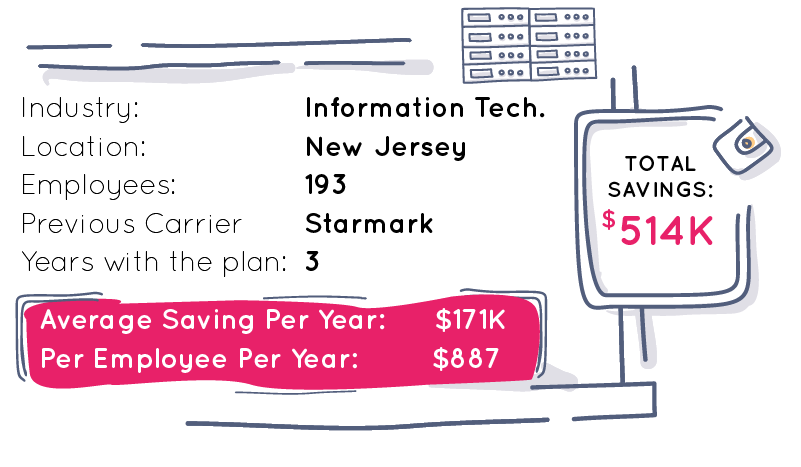 Industry: Information Tech.
Location: New Jersey
Employees: 193
Previous Carrier Starmark
Years with the plan: 3
Average Saving Per Year: $171K
Per Employee Per Year: $887
TOTAL
SAVINGS:
$514K